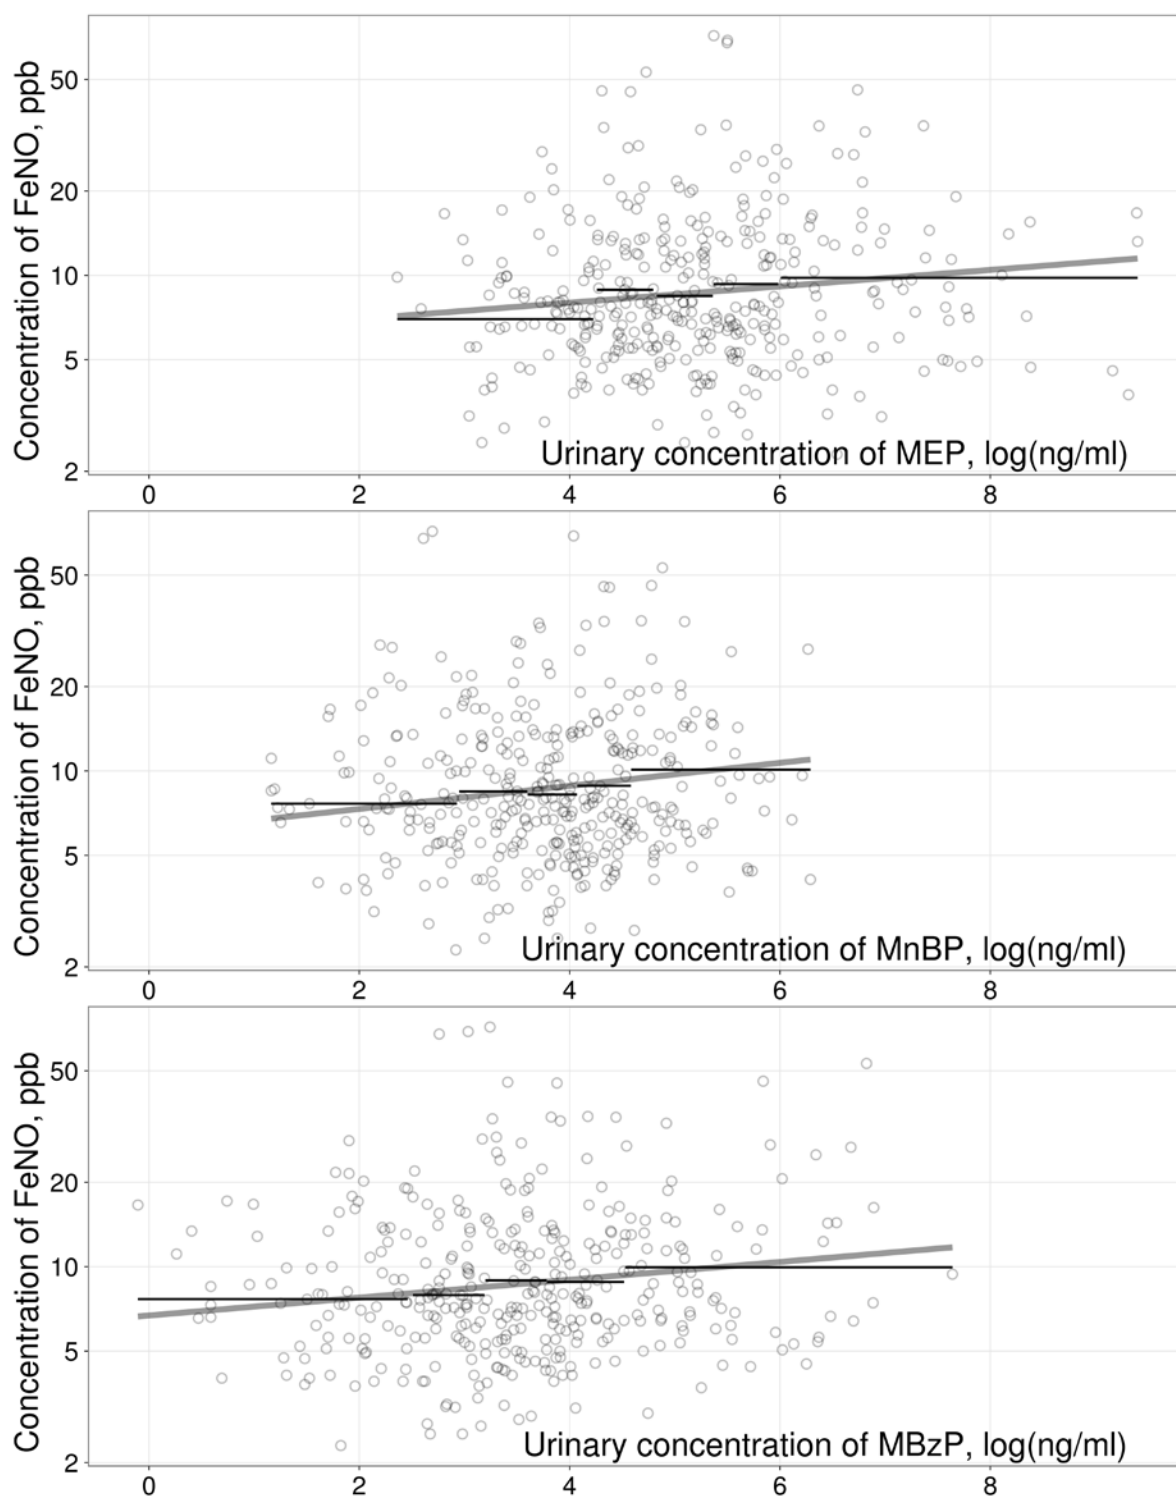 Concentration of FeNO, ppb
50
20
10
5
2
Urinary concentration of MEP, log(ng/ml)
0 2 4 6 8
Concentration of FeNO, ppb
50
20
10
5
2
Urinary concentration of MnBP, log(ng/ml)
0 2 4 6 8
Concentration of FeNO, ppb
50
20
10
5
2
Urinary concentration of MBzP, log(ng/ml)
0 2 4 6 8